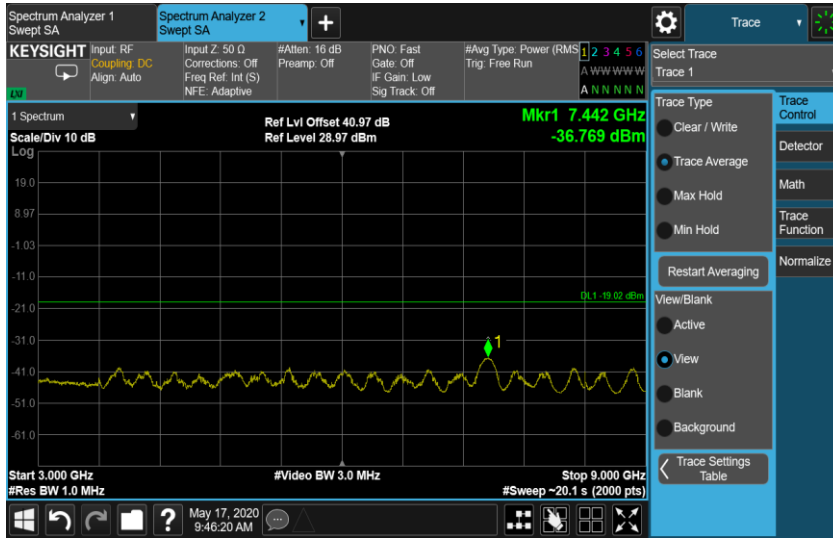 Spectrum Analyzer 1
Swept SA
Spectrum Analyzer 2
Swept SA
Trace
KEYSIGHT
LXI
Input: RF
Coupling: DC
Align: Auto
Input Z: 50 Ω
Corrections: Off
Freq Ref: Int (S)
NFE: Adaptive
#Atten: 16 dB
Preamp: Off
PNO: Fast
Gate: Off
IF Gain: Low
Sig Track: Off
#Avg Type: Power (RMS
Trig: Free Run
1 2 3 4 5 6
A W W W W W
A N N N N N
Select Trace
Trace 1
1 Spectrum
Scale/Div 10 dB
Log
Ref Lvl Offset 40.97 dB
Ref Level 28.97 dBm
Mkr1 7.442 GHz
-36.769 dBm
19.0
8.97
-1.03
-11.0
-21.0
-31.0
-41.0
-51.0
-61.0
DL1 -19.02 dBm
1
Start 3.000 GHz
#Res BW 1.0 MHz
#Video BW 3.0 MHz
Stop 9.000 GHz
#Sweep ~20.1 s (2000 pts)
Trace Type
Clear / Write
Trace Average
Max Hold
Min Hold
Restart Averaging
View/Blank
Active
View
Blank
Background
Trace Settings
Table
Trace
Control
Detector
Math
Trace
Function
Normalize
?
May 17, 2020
9:46:20 AM